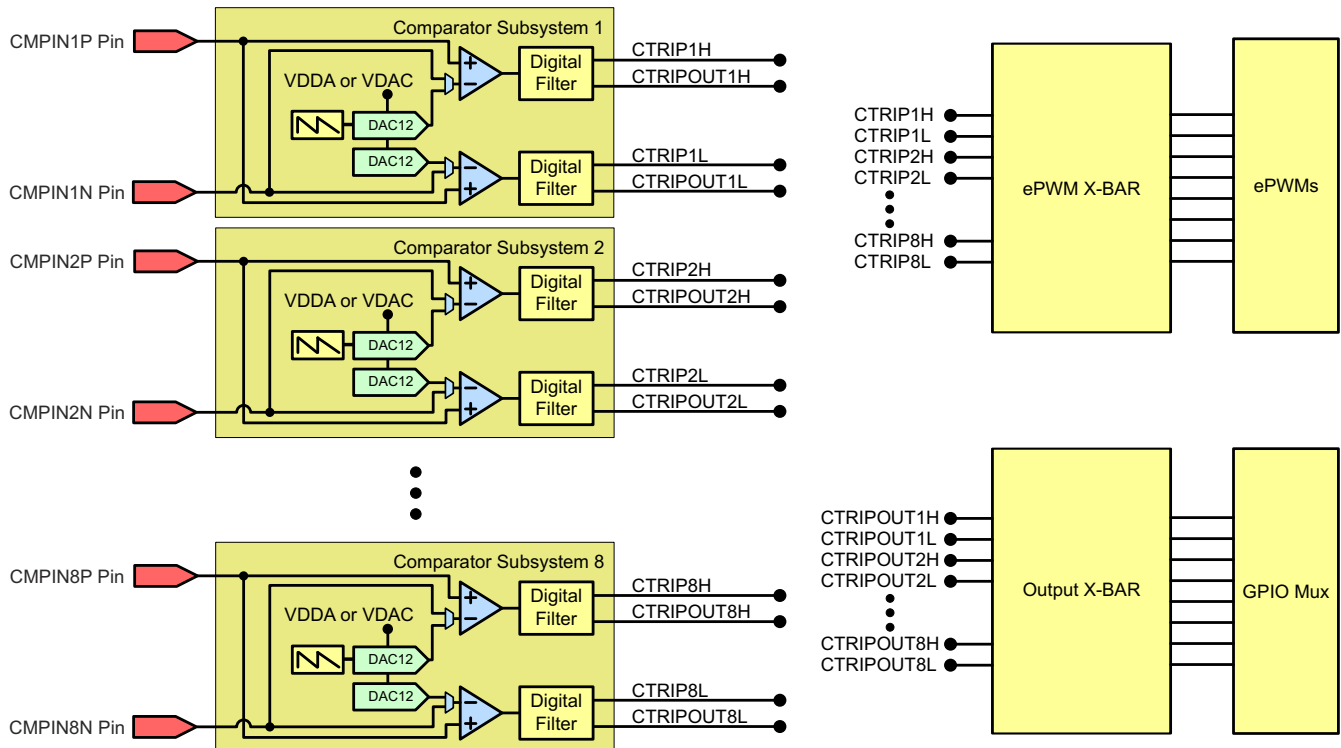 Comparator Subsystem 1
CMPIN1P Pin
VDDA or VDAC
DAC12
DAC12
Digital
Filter
CTRIP1H
CTRIPOUT1H
Digital
Filter
CTRIP1L
CTRIPOUT1L
CMPIN1N Pin
Comparator Subsystem 2
CMPIN2P Pin
VDDA or VDAC
DAC12
DAC12
Digital
Filter
CTRIP2H
CTRIPOUT2H
Digital
Filter
CTRIP2L
CTRIPOUT2L
CMPIN2N Pin
Comparator Subsystem 8
CMPIN8P Pin
VDDA or VDAC
DAC12
DAC12
Digital
Filter
CTRIP8H
CTRIPOUT8H
Digital
Filter
CTRIP8L
CTRIPOUT8L
CMPIN8N Pin
CTRIP1H
CTRIP1L
CTRIP2H
CTRIP2L
CTRIP8H
CTRIP8L
ePWM X-BAR
ePWMs
CTRIPOUT1H
CTRIPOUT1L
CTRIPOUT2H
CTRIPOUT2L
CTRIPOUT8H
CTRIPOUT8L
Output X-BAR
GPIO Mux